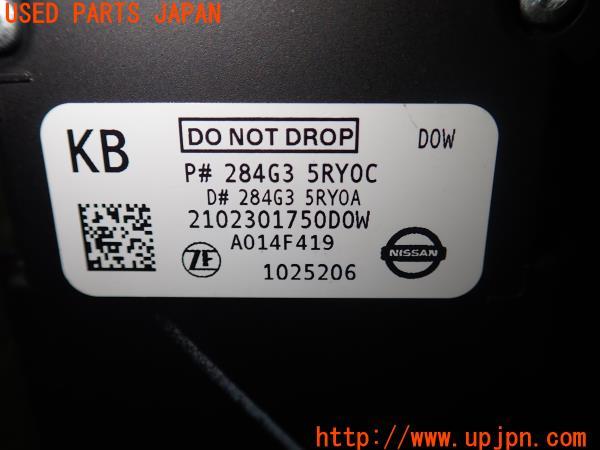 USED PARTS JAPAN
KB
DO NOT DROP
DOW
P# 284G3 5RY0C
D# 284G3 5RY0A
2102301750D0W
A014F419
ZF
1025206
NISSAN
http://www.upjpn.com